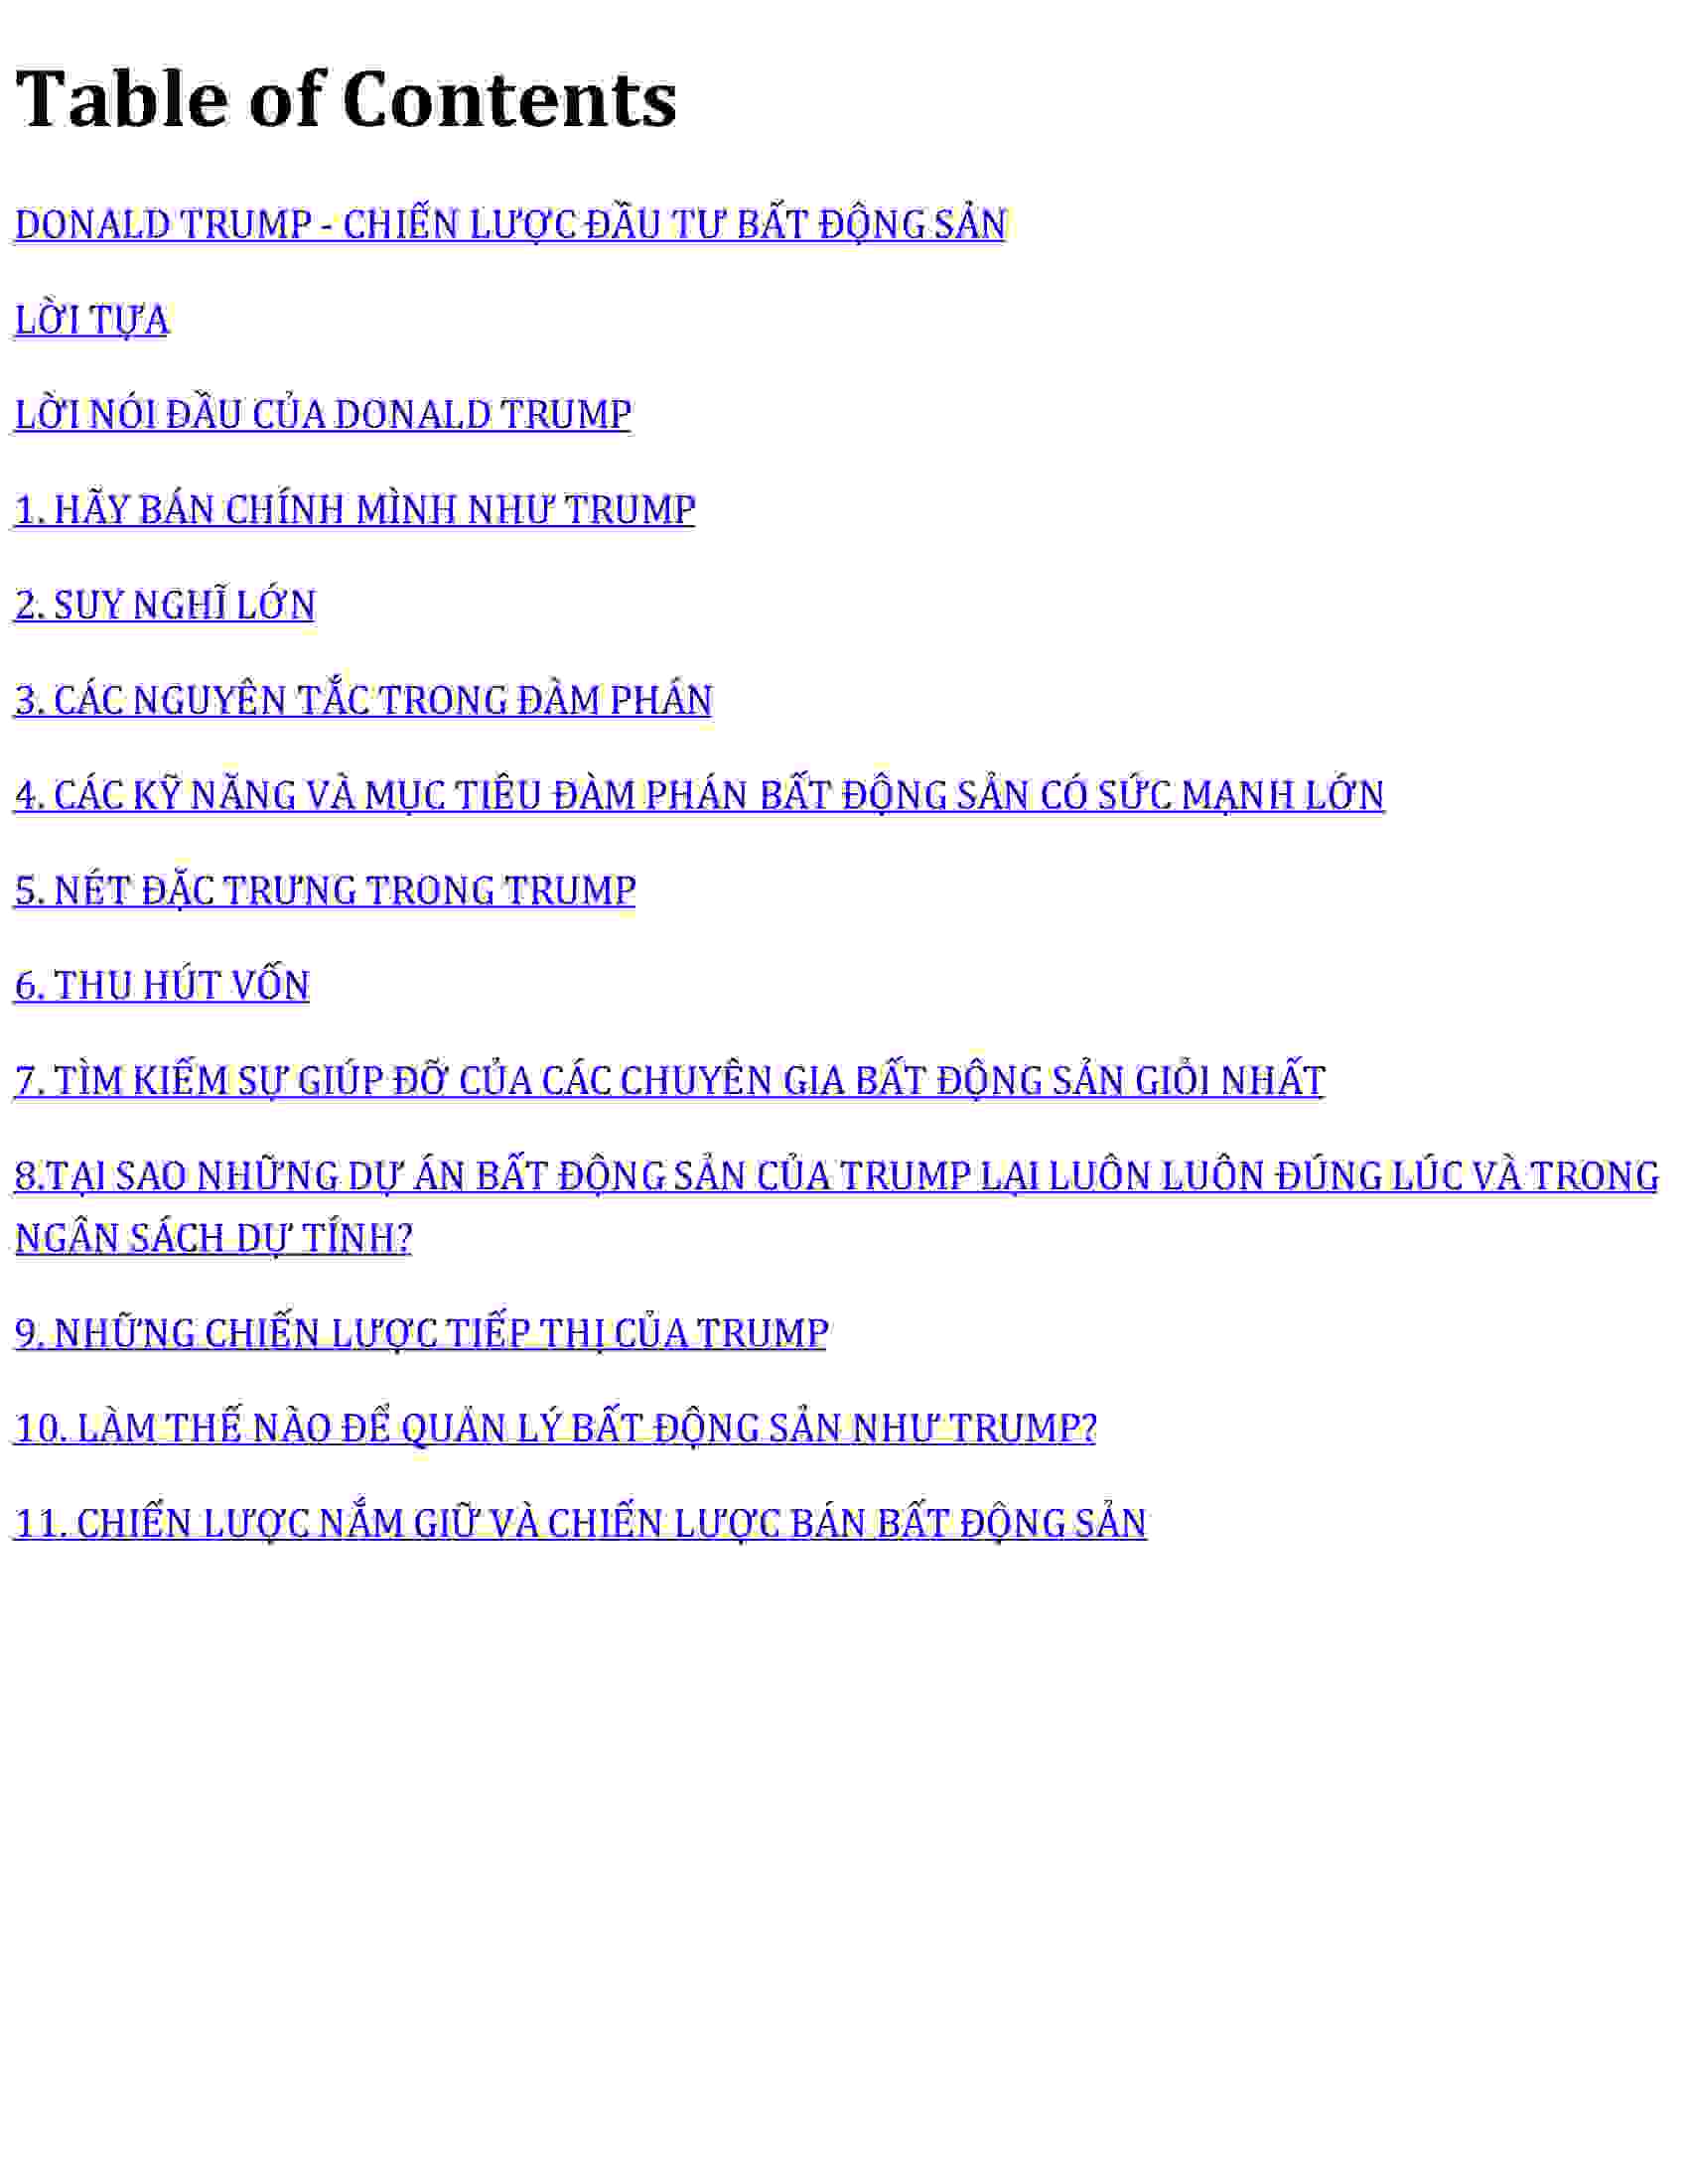 Table of Contents
DONALD TRUMP - CHIẾN LƯỢC ĐẦU TƯ BẤT ĐỘNG SẢN
LỜI TỰA
LỜI NÓI ĐẦU CỦA DONALD TRUMP
1. HÃY BÁN CHÍNH MÌNH NHƯ TRUMP
2. SUY NGHĨ LỚN
3. CÁC NGUYÊN TẮC TRONG ĐÀM PHÁN
4. CÁC KỸ NĂNG VÀ MỤC TIÊU ĐÀM PHÁN BẤT ĐỘNG SẢN CÓ SỨC MẠNH LỚN
5. NÉT ĐẶC TRƯNG TRONG TRUMP
6. THU HÚT VỐN
7. TÌM KIẾM SỰ GIÚP ĐỠ CỦA CÁC CHUYÊN GIA BẤT ĐỘNG SẢN GIỎI NHẤT
8.TẠI SAO NHỮNG DỰ ÁN BẤT ĐỘNG SẢN CỦA TRUMP LẠI LUÔN LUÔN ĐÚNG LÚC VÀ TRONG
NGÂN SÁCH DỰ TÍNH?
9. NHỮNG CHIẾN LƯỢC TIẾP THỊ CỦA TRUMP
10. LÀM THẾ NÀO ĐỂ QUẢN LÝ BẤT ĐỘNG SẢN NHƯ TRUMP?
11. CHIẾN LƯỢC NẮM GIỮ VÀ CHIẾN LƯỢC BÁN BẤT ĐỘNG SẢN